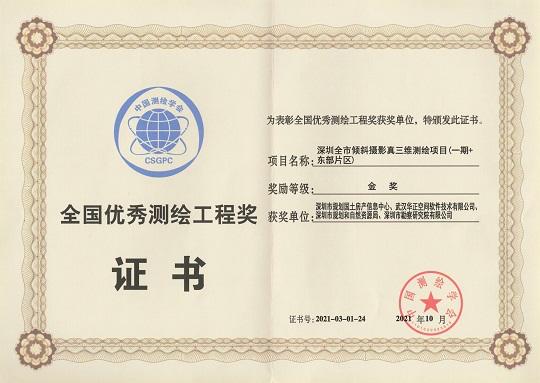 中国测绘学会
CSGPC
全国优秀测绘工程奖
证书
为表彰全国优秀测绘工程奖获奖单位，特颁发此证书。
项目名称：深圳全市倾斜摄影真三维测绘项目(一期+
东部片区)
奖励等级：金奖
获奖单位：深圳市规划国土房产信息中心、武汉华正空间软件技术有限公司、
深圳市规划和自然资源局、深圳市勘察研究院有限公司
中国测绘学会
证书号：2021-03-01-24
2021年10月